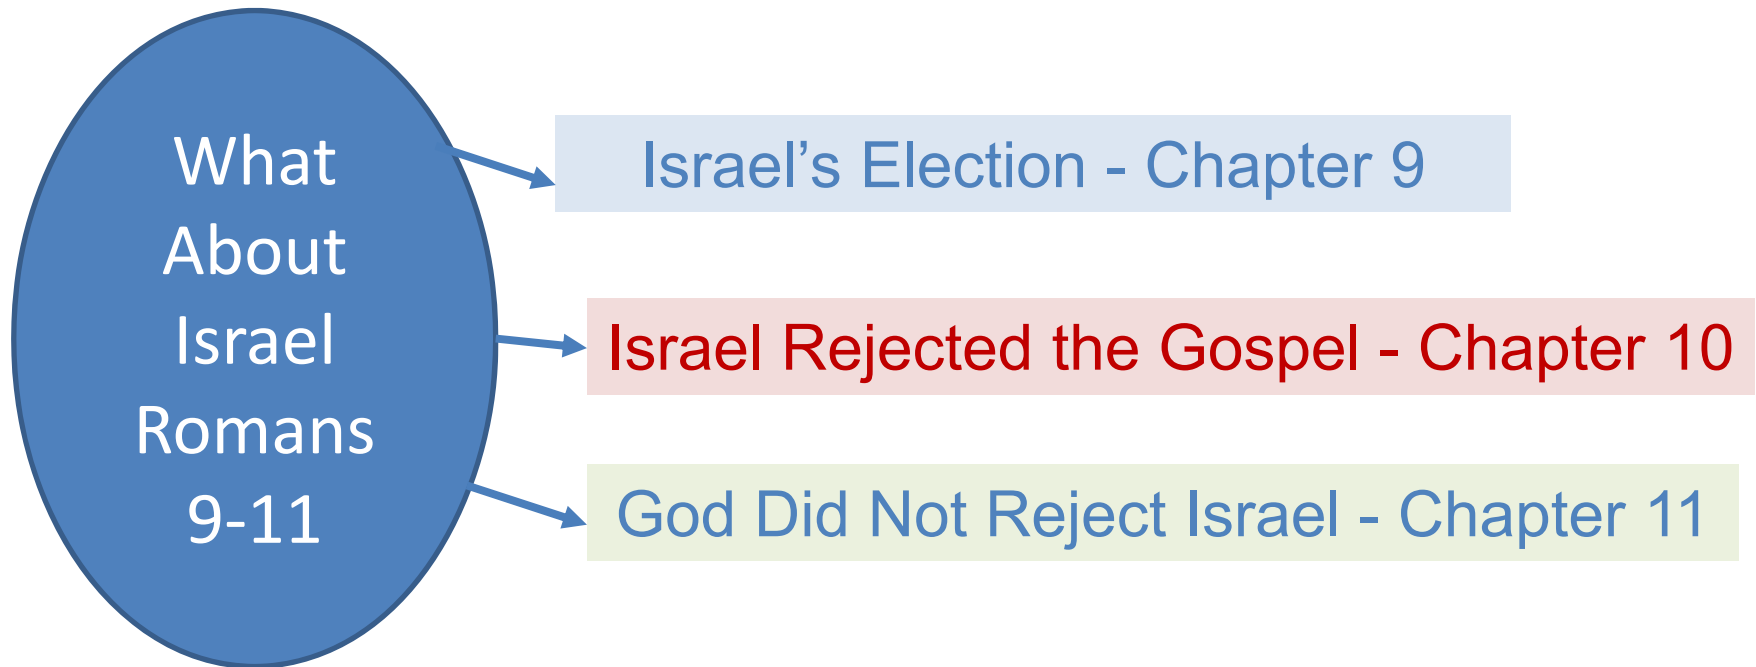 What
About
Israel
Romans
9-11
Israel’s Election - Chapter 9
Israel Rejected the Gospel - Chapter 10
God Did Not Reject Israel - Chapter 11